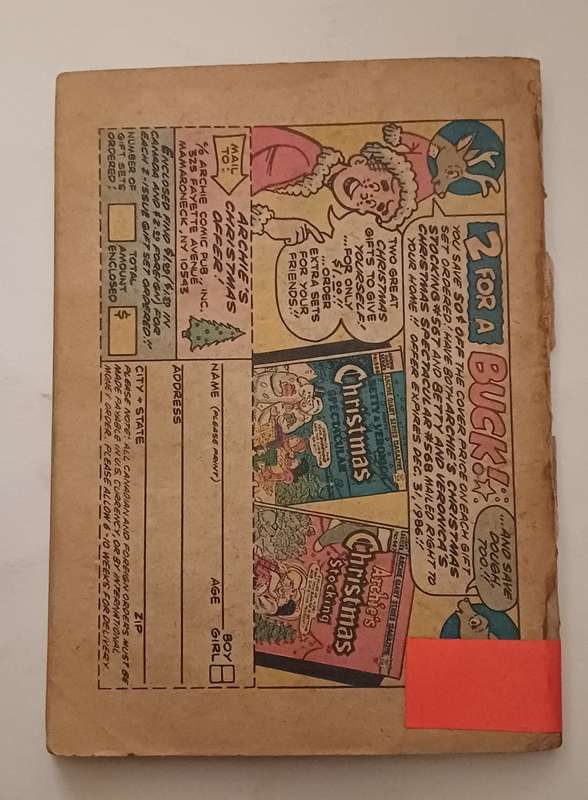 2 FOR A BUCK!
...AND SAVE
DOUGH,
TOO!!
YOU SAVE 50¢ OFF THE COVER PRICE ON EACH GIFT
SET ORDERED!! HAVE BOTH ARCHIE'S CHRISTMAS
STOCKING AND BETTY AND VERONICA'S
CHRISTMAS SPECTACULAR #568 MAILED RIGHT TO
YOUR HOME!! OFFER EXPIRES DEC. 31, 1986!!
TWO GREAT
CHRISTMAS
GIFTS TO GIVE
YOURSELF,
...FOR ONLY
$1.00!!
...ORDER
EXTRA SETS
FOR YOUR
FRIENDS!!
Christmas
SPECTACULAR
Archie's
Christmas
Stocking
ARCHIE'S
CHRISTMAS
OFFER!
MAIL
TO:
℅ ARCHIE COMIC PUB., INC.
325 FAYETTE AVENUE
MAMARONECK, NY 10543
NUMBER OF
GIFT SETS
ORDERED:
TOTAL
AMOUNT
ENCLOSED
$
NAME (PLEASE PRINT)
AGE
BOY
GIRL
ADDRESS
CITY + STATE
ZIP
PLEASE NOTE: ALL CANADIAN AND FOREIGN ORDERS MUST BE
MADE PAYABLE IN U.S. CURRENCY, OR BY INTERNATIONAL
MONEY ORDER. PLEASE ALLOW 6-10 WEEKS FOR DELIVERY.